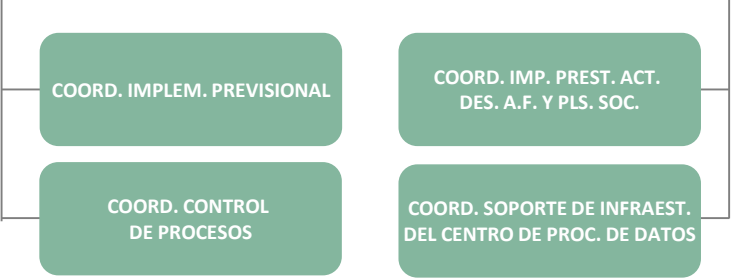 COORD. IMPLEM. PREVISIONAL
COORD. IMP. PREST. ACT.
DES. A.F. Y PLS. SOC.
COORD. CONTROL
DE PROCESOS
COORD. SOPORTE DE INFRAEST.
DEL CENTRO DE PROC. DE DATOS